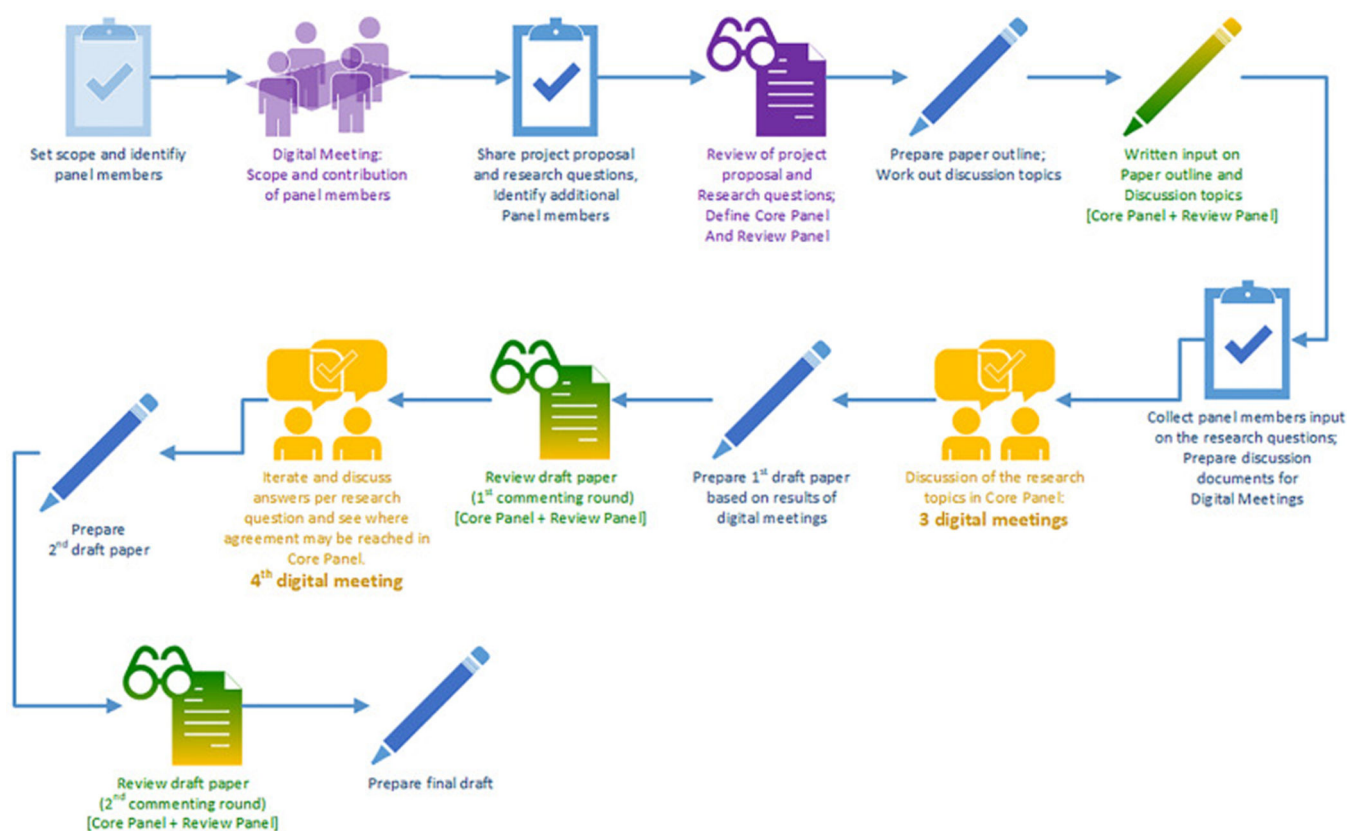 Set scope and identifiy
panel members
Digital Meeting:
Scope and contribution
of panel members
Share project proposal
and research questions,
Identify additional
Panel members
Review of project
proposal and
Research questions;
Define Core Panel
And Review Panel
Prepare paper outline;
Work out discussion topics
Written input on
Paper outline and
Discussion topics
[Core Panel + Review Panel]
Collect panel members input
on the research questions;
Prepare discussion
documents for
Digital Meetings
Discussion of the research
topics in Core Panel:
3 digital meetings
Prepare 1st draft paper
based on results of
digital meetings
Review draft paper
(1st commenting round)
[Core Panel + Review Panel]
Iterate and discuss
answers per research
question and see where
agreement may be reached in
Core Panel.
4th digital meeting
Prepare
2nd draft paper
Review draft paper
(2nd commenting round)
[Core Panel + Review Panel]
Prepare final draft